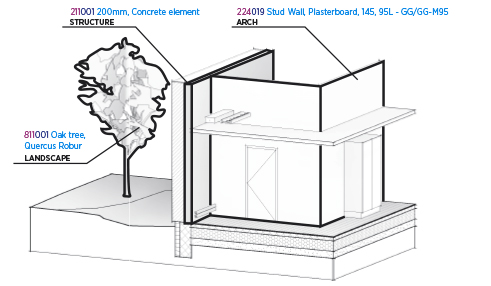 211001 200mm, Concrete element
STRUCTURE
224019 Stud Wall, Plasterboard, 145, 95L - GG/GG-M95
ARCH
811001 Oak tree,
Quercus Robur
LANDSCAPE